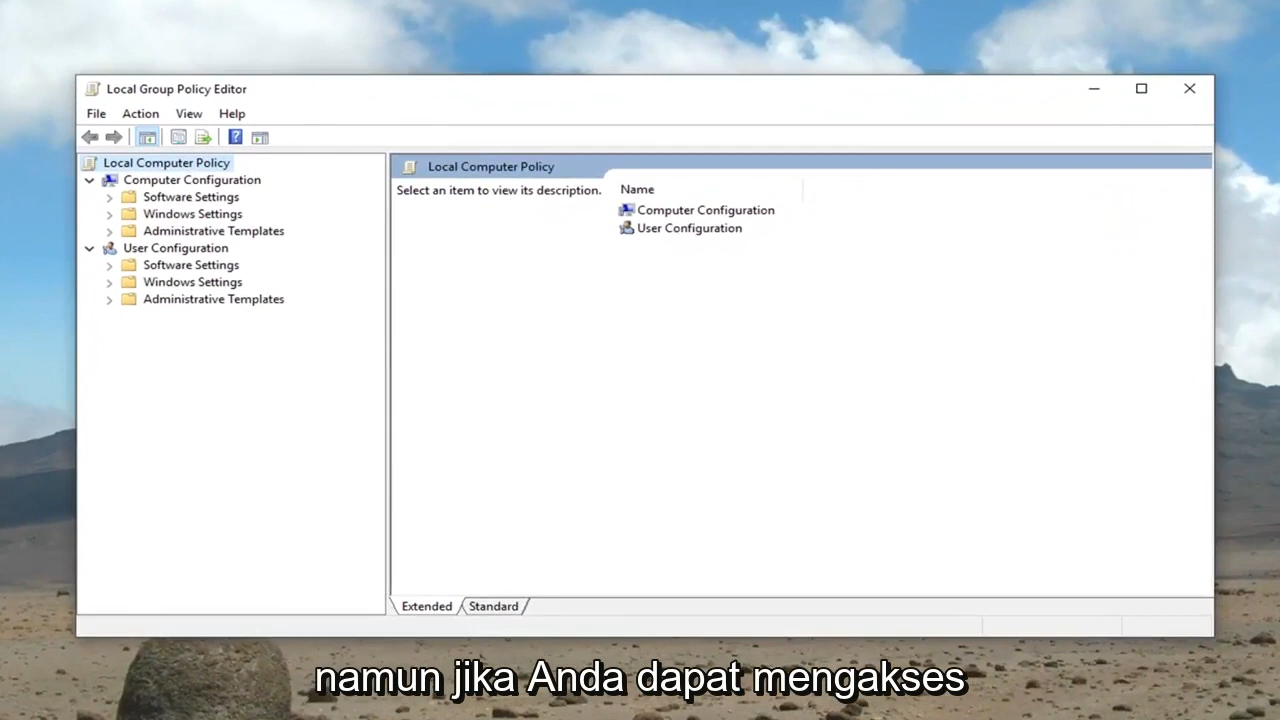 Local Group Policy Editor
File Action View Help
Local Computer Policy
Computer Configuration
Software Settings
Windows Settings
Administrative Templates
User Configuration
Software Settings
Windows Settings
Administrative Templates
Local Computer Policy
Select an item to view its description.
Name
Computer Configuration
User Configuration
Extended Standard
namun jika Anda dapat mengakses